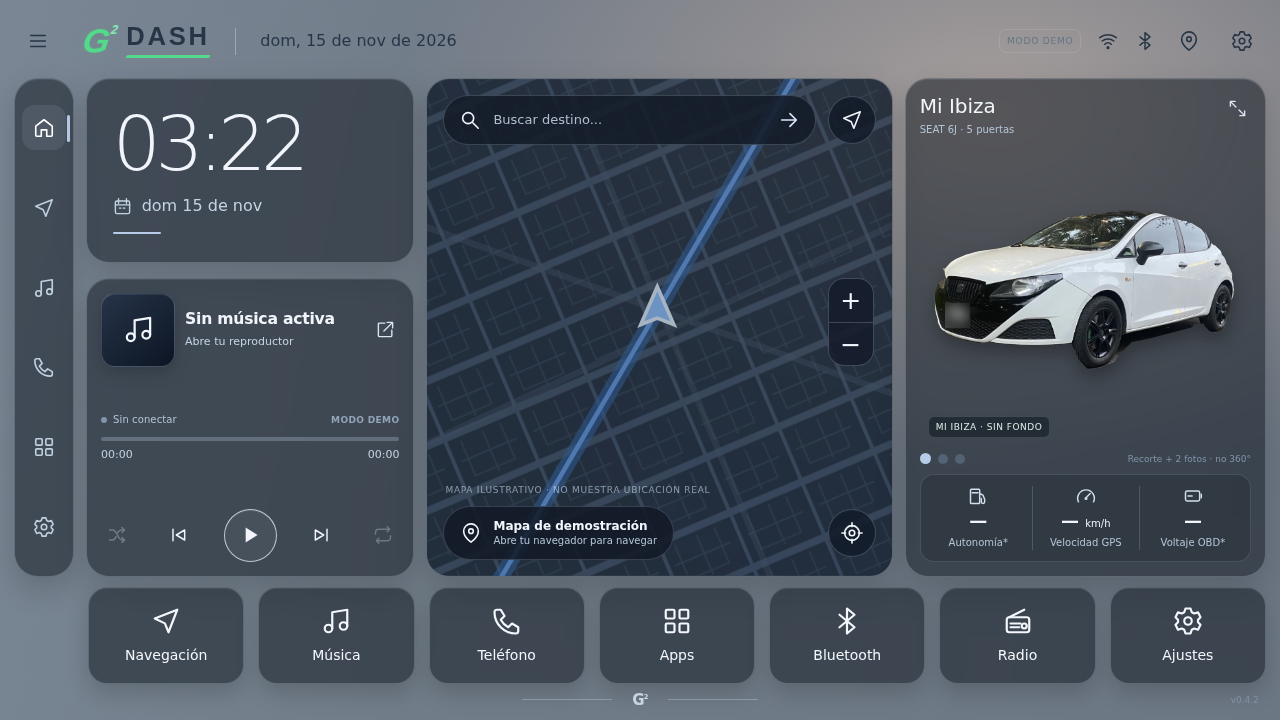 G² DASH
dom, 15 de nov de 2026
MODO DEMO
03:22
dom 15 de nov
Sin música activa
Abre tu reproductor
Sin conectar
MODO DEMO
00:00
00:00
Buscar destino...
MAPA ILUSTRATIVO · NO MUESTRA UBICACIÓN REAL
Mapa de demostración
Abre tu navegador para navegar
Mi Ibiza
SEAT 6J · 5 puertas
MI IBIZA · SIN FONDO
Recorte + 2 fotos · no 360°
— — km/h —
Autonomía* Velocidad GPS Voltaje OBD*
Navegación
Música
Teléfono
Apps
Bluetooth
Radio
Ajustes
G²
v0.4.2